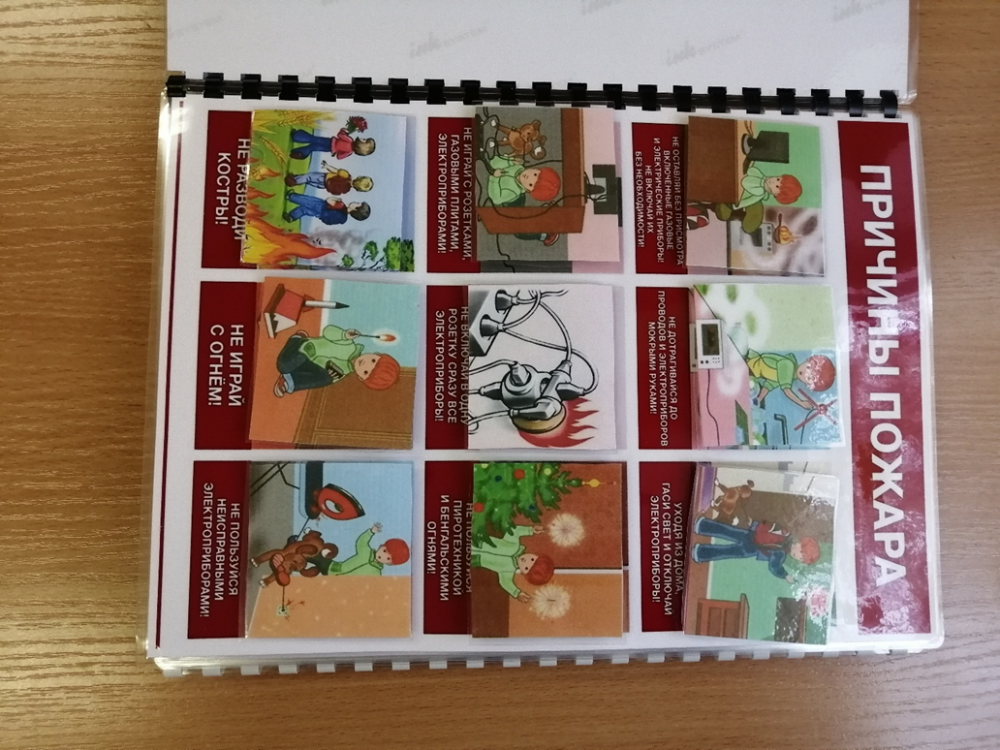 ПРИЧИНЫ ПОЖАРА
НЕ ОСТАВЛЯЙ БЕЗ ПРИСМОТРА
ВКЛЮЧЕННЫЕ ГАЗОВЫЕ
И ЭЛЕКТРИЧЕСКИЕ ПРИБОРЫ!
НЕ ВКЛЮЧАЙ ИХ
БЕЗ НЕОБХОДИМОСТИ!
НЕ ДОТРАГИВАЙСЯ ДО
ПРОВОДОВ И ЭЛЕКТРОПРИБОРОВ
МОКРЫМИ РУКАМИ!
УХОДЯ ИЗ ДОМА,
ГАСИ СВЕТ И ОТКЛЮЧАЙ
ЭЛЕКТРОПРИБОРЫ!
НЕ ИГРАЙ С РОЗЕТКАМИ,
ГАЗОВЫМИ ПЛИТАМИ,
ЭЛЕКТРОПРИБОРАМИ!
НЕ ВКЛЮЧАЙ В ОДНУ
РОЗЕТКУ СРАЗУ ВСЕ
ЭЛЕКТРОПРИБОРЫ!
НЕ ПОЛЬЗУЙСЯ
ПИРОТЕХНИКОЙ
И БЕНГАЛЬСКИМИ
ОГНЯМИ!
НЕ РАЗВОДИ
КОСТРЫ!
НЕ ИГРАЙ
С ОГНЁМ!
НЕ ПОЛЬЗУЙСЯ
НЕИСПРАВНЫМИ
ЭЛЕКТРОПРИБОРАМИ!